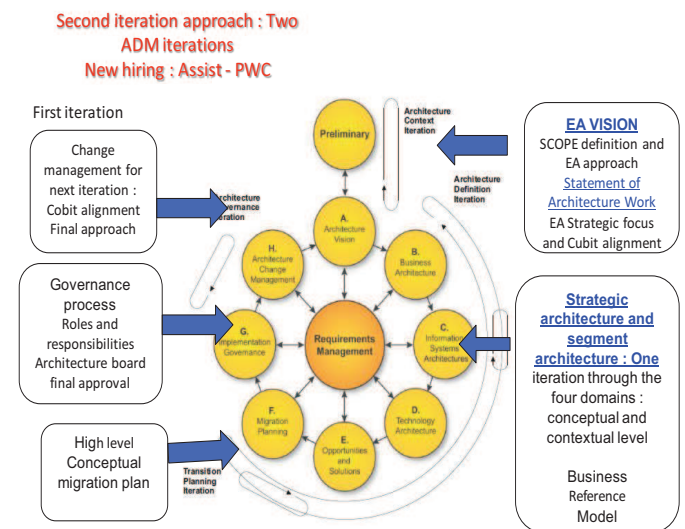 Second iteration approach : Two
ADM iterations
New hiring : Assist - PWC
First iteration
Change
management for
next iteration :
Cobit alignment
Final approach
Governance
process
Roles and
responsibilities
Architecture board
final approval
High level
Conceptual
migration plan
Architecture
Context
Iteration
Architecture
Definition
Iteration
Architecture
Governance
Iteration
Transition
Planning
Iteration
Preliminary
A.
Architecture
Vision
B.
Business
Architecture
C.
Information
Systems
Architectures
D.
Technology
Architecture
E.
Opportunities
and
Solutions
F.
Migration
Planning
G.
Implementation
Governance
H.
Architecture
Change
Management
Requirements
Management
EA VISION
SCOPE definition and
EA approach
Statement of
Architecture Work
EA Strategic focus
and Cubit alignment
Strategic
architecture and
segment
architecture : One
iteration through the
four domains :
conceptual and
contextual level
Business
Reference
Model